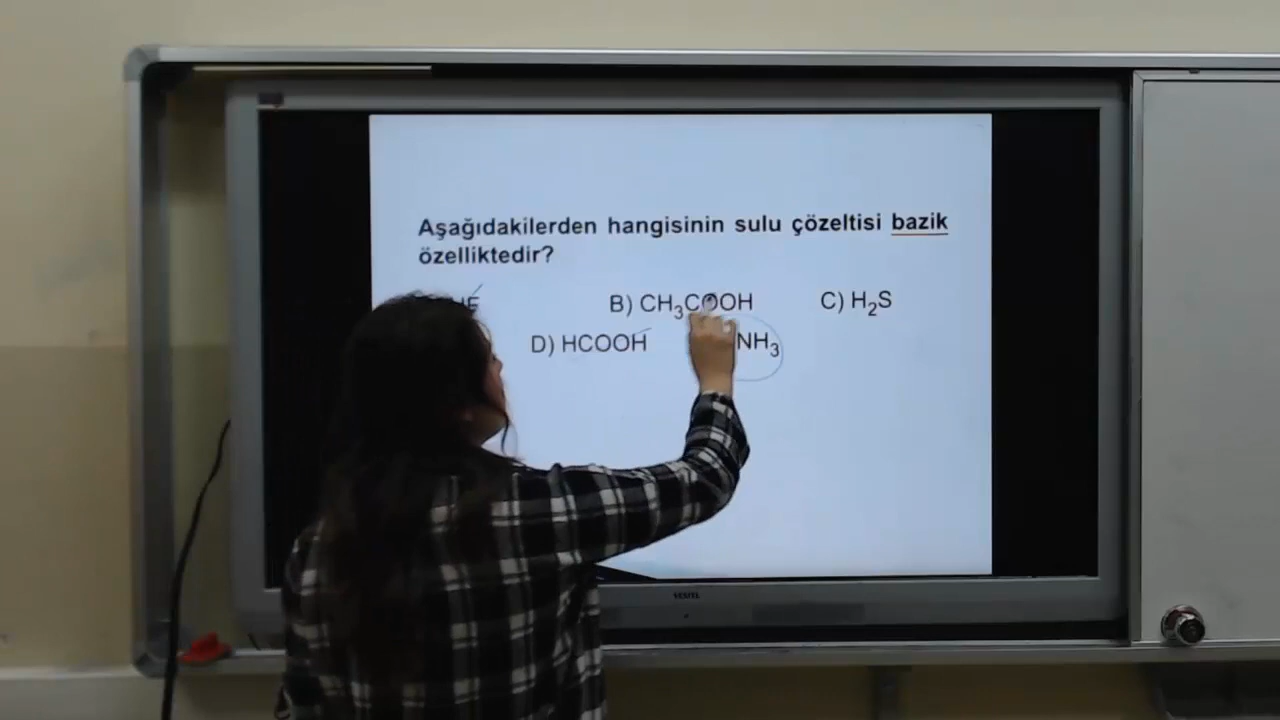 Aşağıdakilerden hangisinin sulu çözeltisi bazik
özelliktedir?
B) CH₃COOH C) H₂S
D) HCOOH NH₃
VESTEL